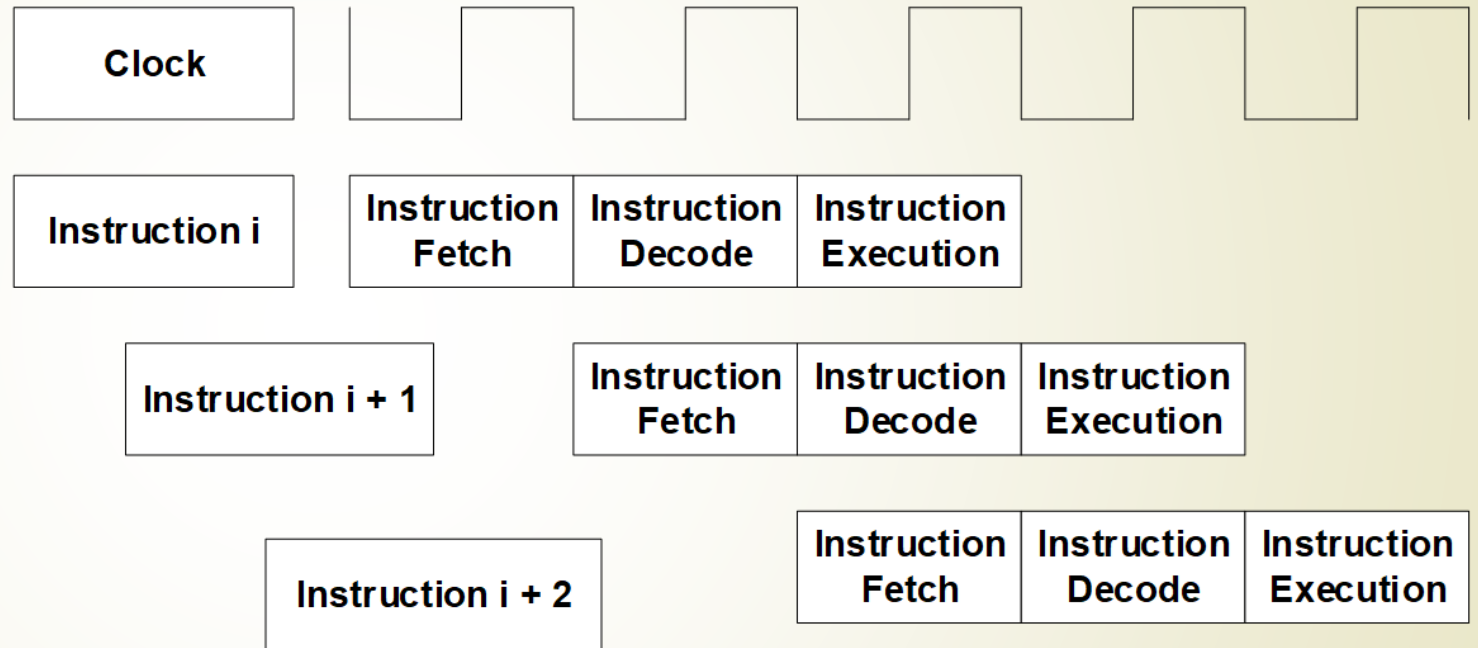 Clock
Instruction i
Instruction Instruction Instruction
Fetch Decode Execution
Instruction i + 1
Instruction Instruction Instruction
Fetch Decode Execution
Instruction i + 2
Instruction Instruction Instruction
Fetch Decode Execution